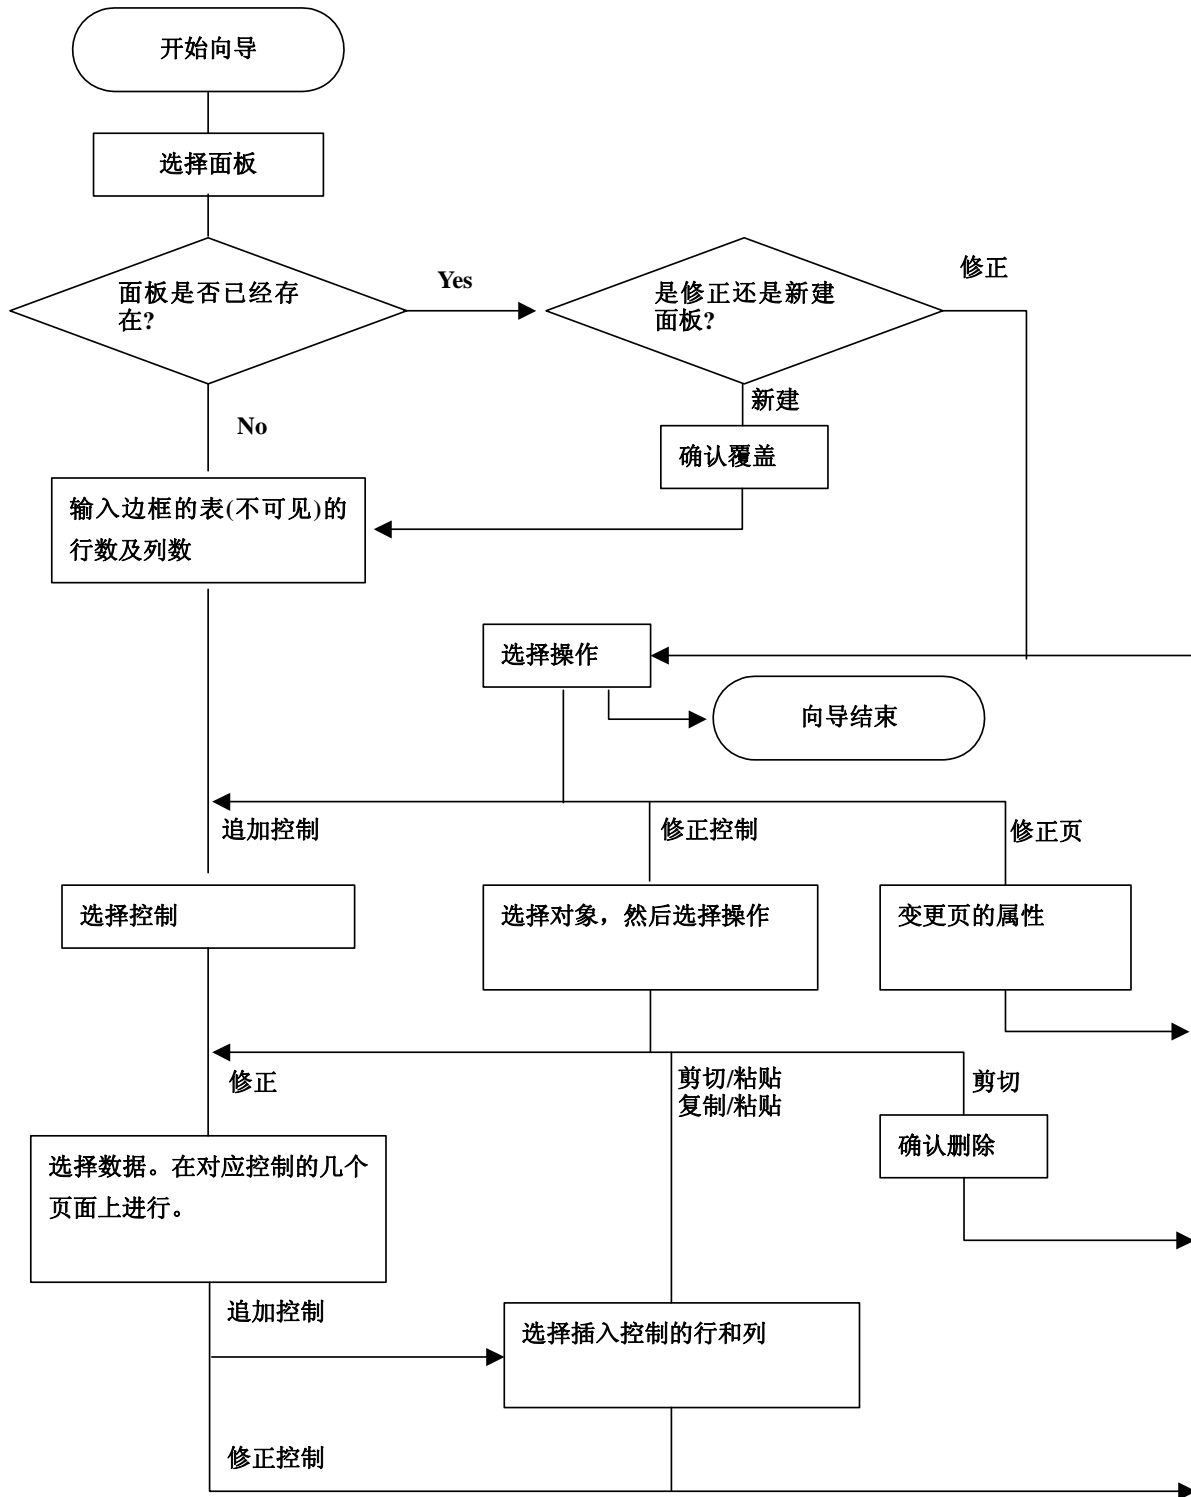 开始向导
选择面板
面板是否已经存
在?
Yes
是修正还是新建
面板?
修正
No
新建
确认覆盖
输入边框的表(不可见)的
行数及列数
选择操作
向导结束
追加控制
修正控制
修正页
选择控制
选择对象，然后选择操作
变更页的属性
修正
剪切/粘贴
复制/粘贴
剪切
选择数据。在对应控制的几个
页面上进行。
确认删除
追加控制
选择插入控制的行和列
修正控制